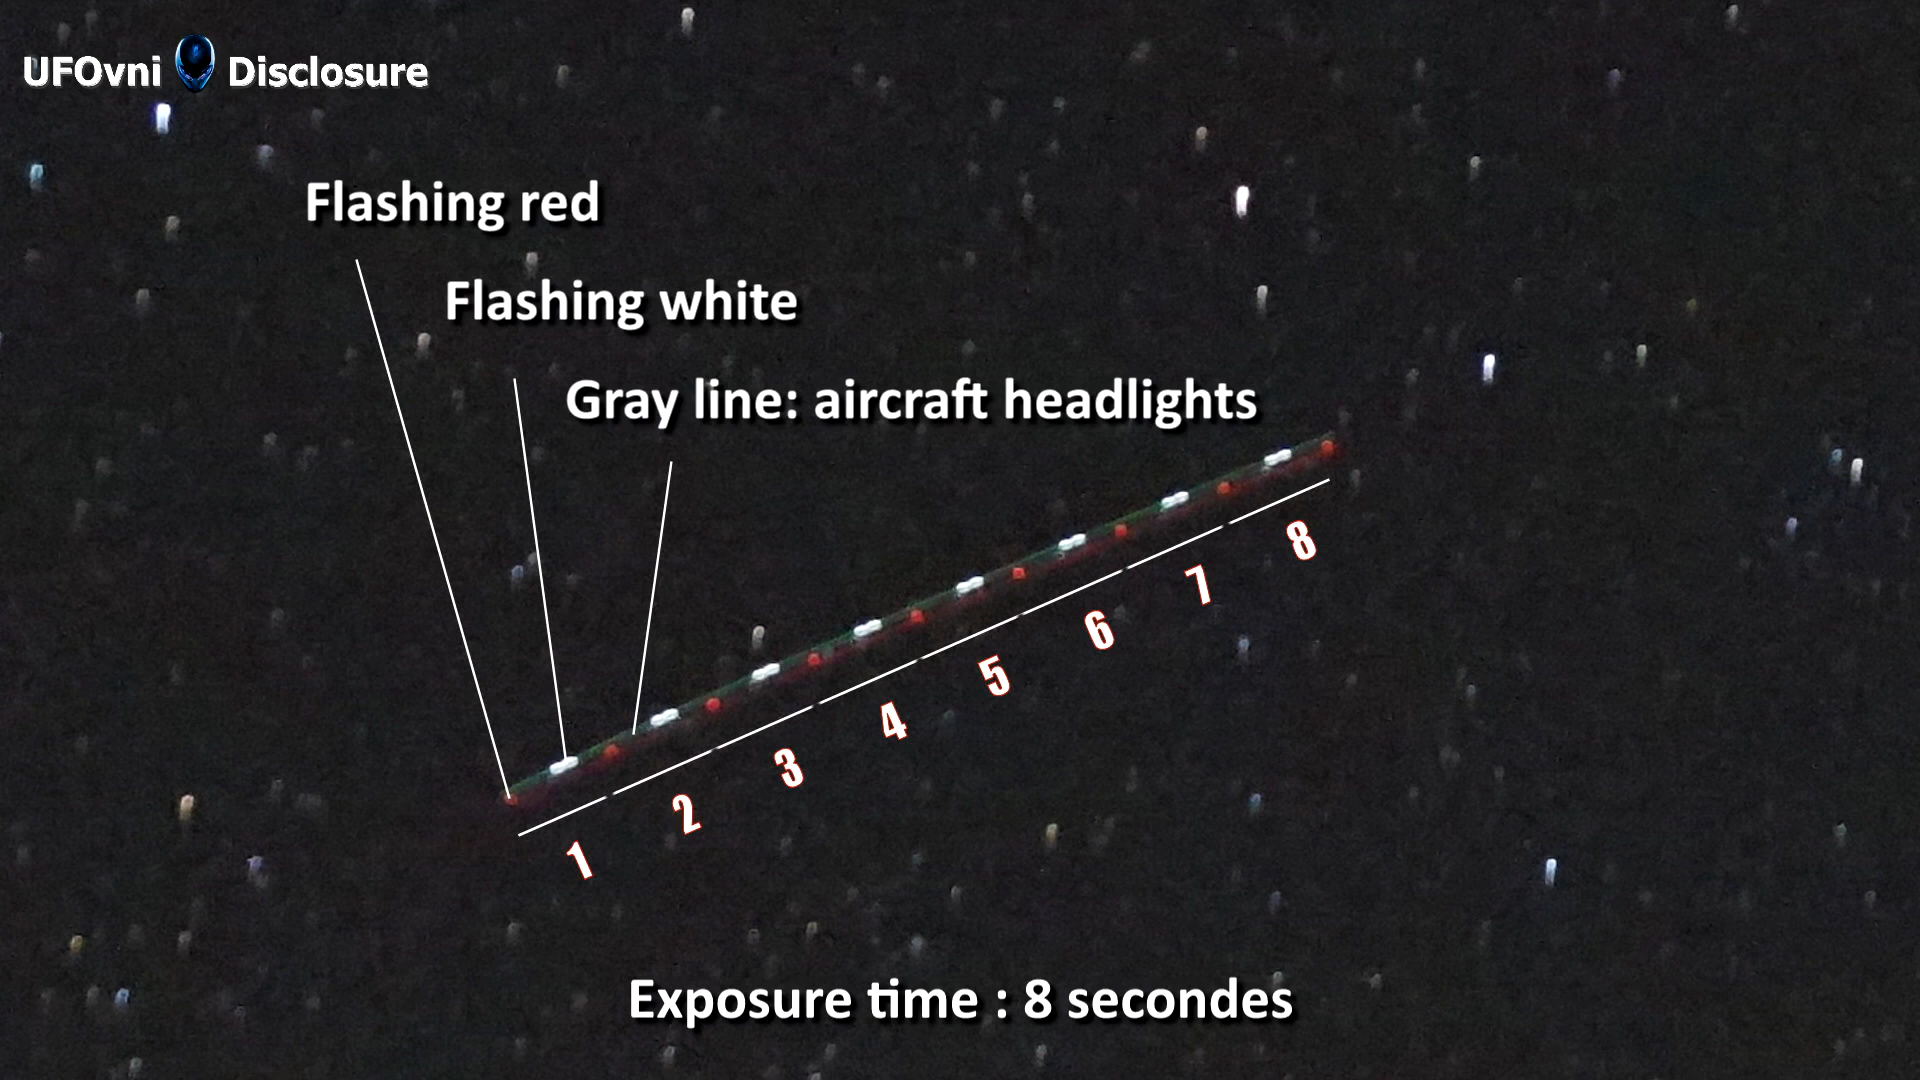 UFOvni Disclosure
Flashing red
Flashing white
Gray line: aircraft headlights
1
2
3
4
5
6
7
8
Exposure time : 8 secondes